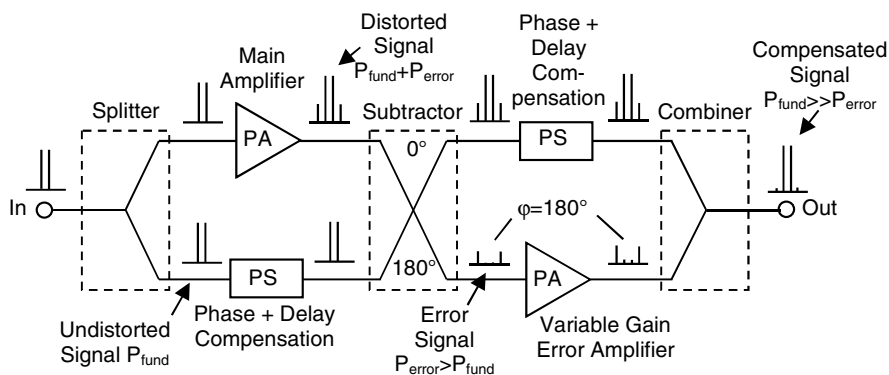 Distorted
Signal
Pfund+Perror
Phase +
Delay
Com-
pensation
Compensated
Signal
Pfund>>Perror
Main
Amplifier
Splitter
Subtractor
Combiner
PA
0°
PS
In
Out
φ=180°
180°
PS
PA
Undistorted
Signal Pfund
Phase + Delay
Compensation
Error
Signal
Perror>Pfund
Variable Gain
Error Amplifier